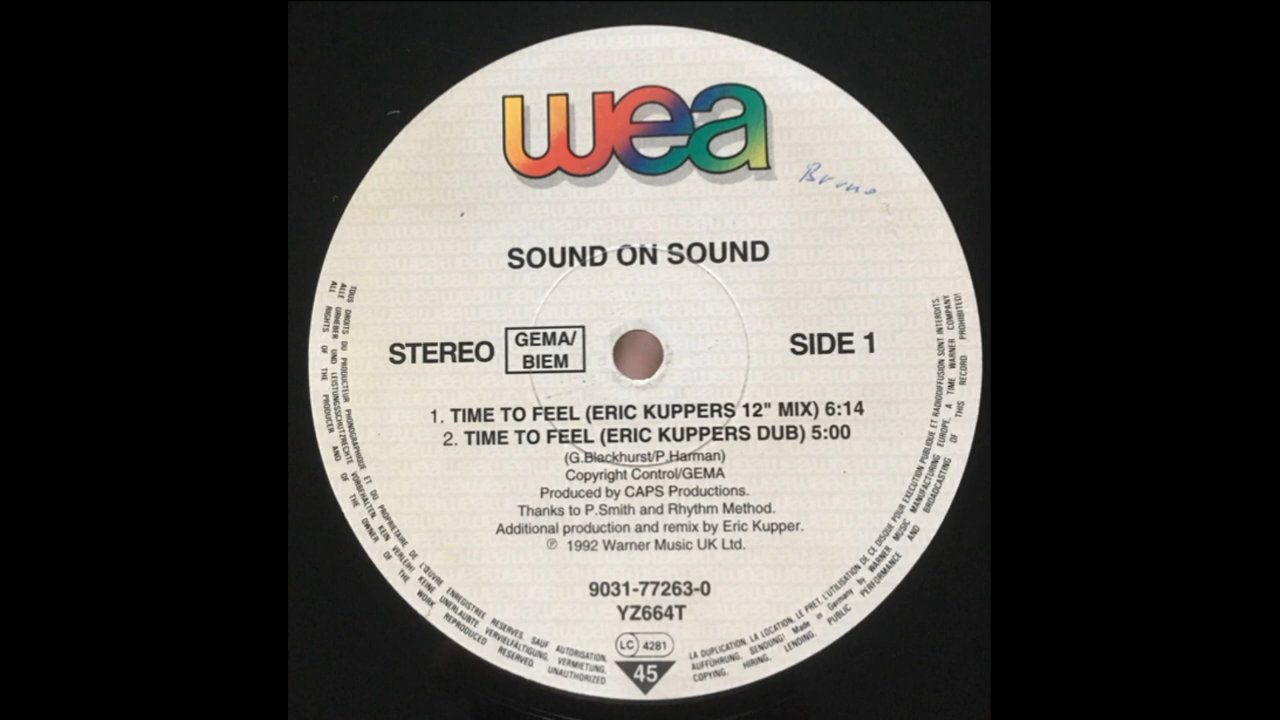 wea
Bruno
SOUND ON SOUND
STEREO
GEMA/
BIEM
SIDE 1
1. TIME TO FEEL (ERIC KUPPERS 12" MIX) 6:14
2. TIME TO FEEL (ERIC KUPPERS DUB) 5:00
(G.Blackhurst/P.Harman)
Copyright Control/GEMA
Produced by CAPS Productions.
Thanks to P.Smith and Rhythm Method.
Additional production and remix by Eric Kupper.
℗ 1992 Warner Music UK Ltd.
9031-77263-0
YZ664T
LC 4281
45
TOUS DROITS DU PRODUCTEUR PHONOGRAPHIQUE ET DU PROPRIETAIRE DE L'ŒUVRE ENREGISTREE RESERVES. SAUF AUTORISATION,
ALLE URHEBER UND LEISTUNGSSCHUTZRECHTE VORBEHALTEN. KEIN VERLEIH! KEINE UNERLAUBTE VERVIELFÄLTIGUNG, VERMIETUNG,
ALL RIGHTS OF THE PRODUCER AND OF THE OWNER OF THE WORK REPRODUCED RESERVED. UNAUTHORIZED
LA DUPLICATION, LA LOCATION, LE PRET, L'UTILISATION DE CE DISQUE POUR EXECUTION PUBLIQUE ET RADIODIFFUSION SONT INTERDITS.
AUFFÜHRUNG, SENDUNG! Made in Germany by WARNER MUSIC MANUFACTURING EUROPE. A TIME WARNER COMPANY
COPYING, HIRING, LENDING, PUBLIC PERFORMANCE AND BROADCASTING OF THIS RECORD PROHIBITED!